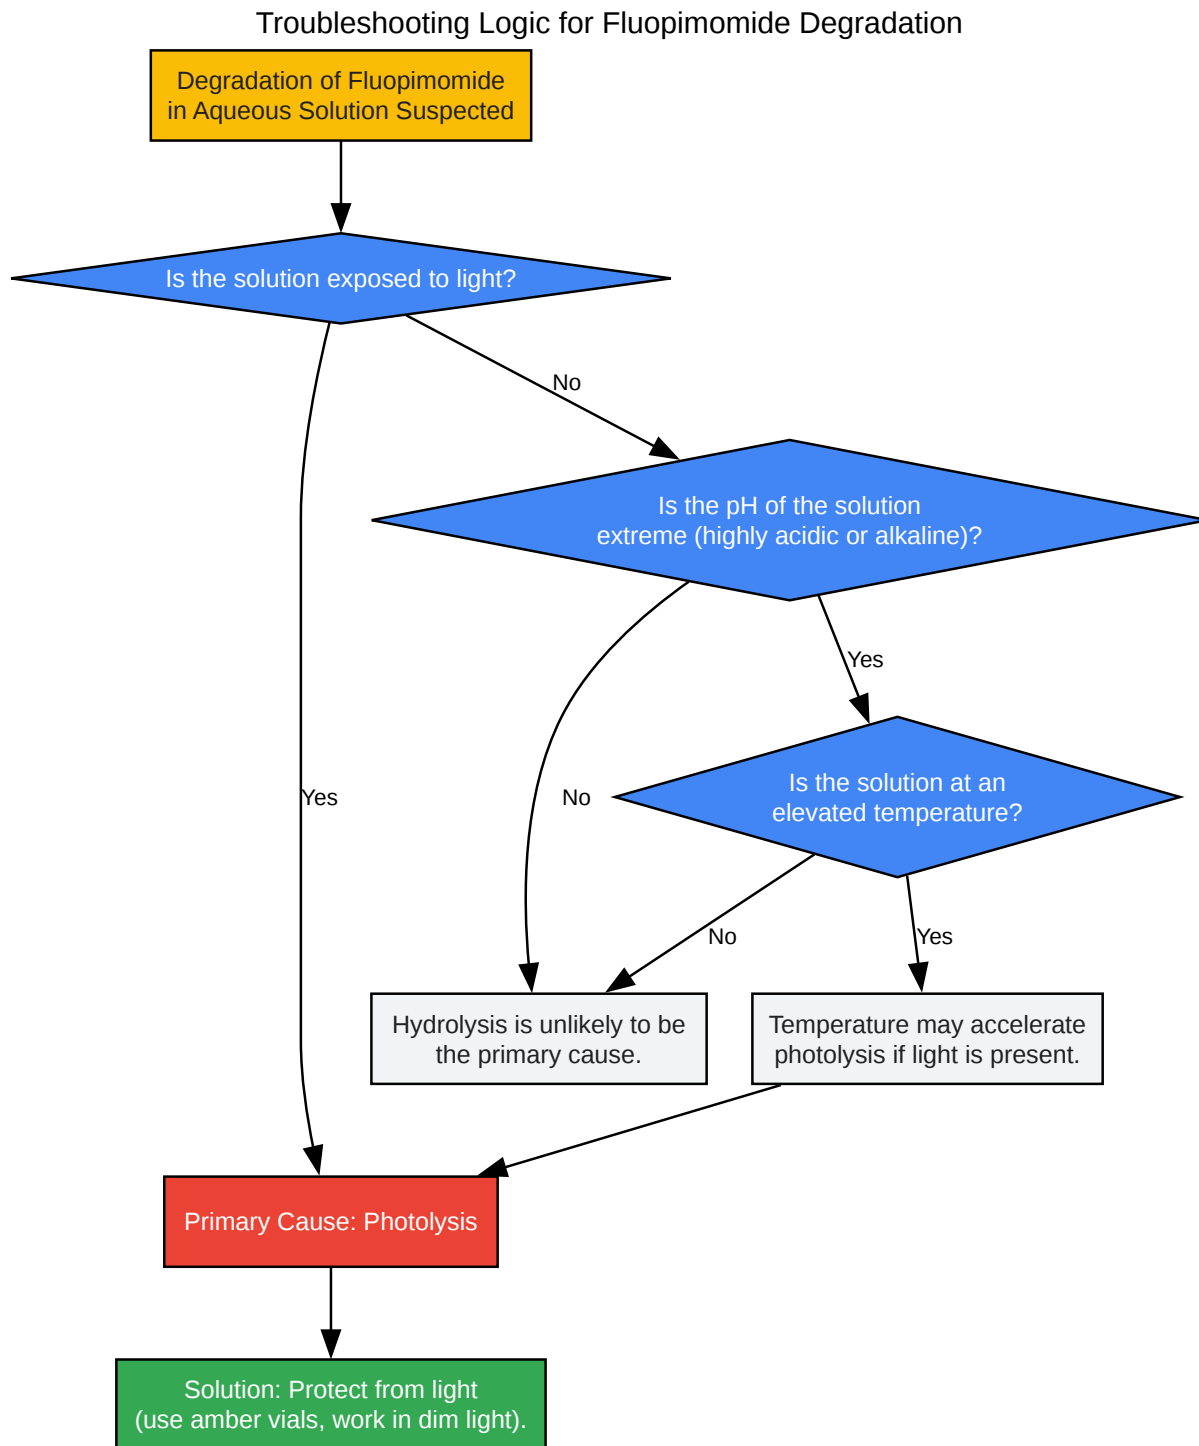 Troubleshooting Logic for Fluopimomide Degradation
Degradation of Fluopimomide
in Aqueous Solution Suspected
Is the solution exposed to light?
No
Is the pH of the solution
extreme (highly acidic or alkaline)?
Yes
Is the solution at an
elevated temperature?
Yes
No
No
Yes
Hydrolysis is unlikely to be
the primary cause.
Temperature may accelerate
photolysis if light is present.
Primary Cause: Photolysis
Solution: Protect from light
(use amber vials, work in dim light).